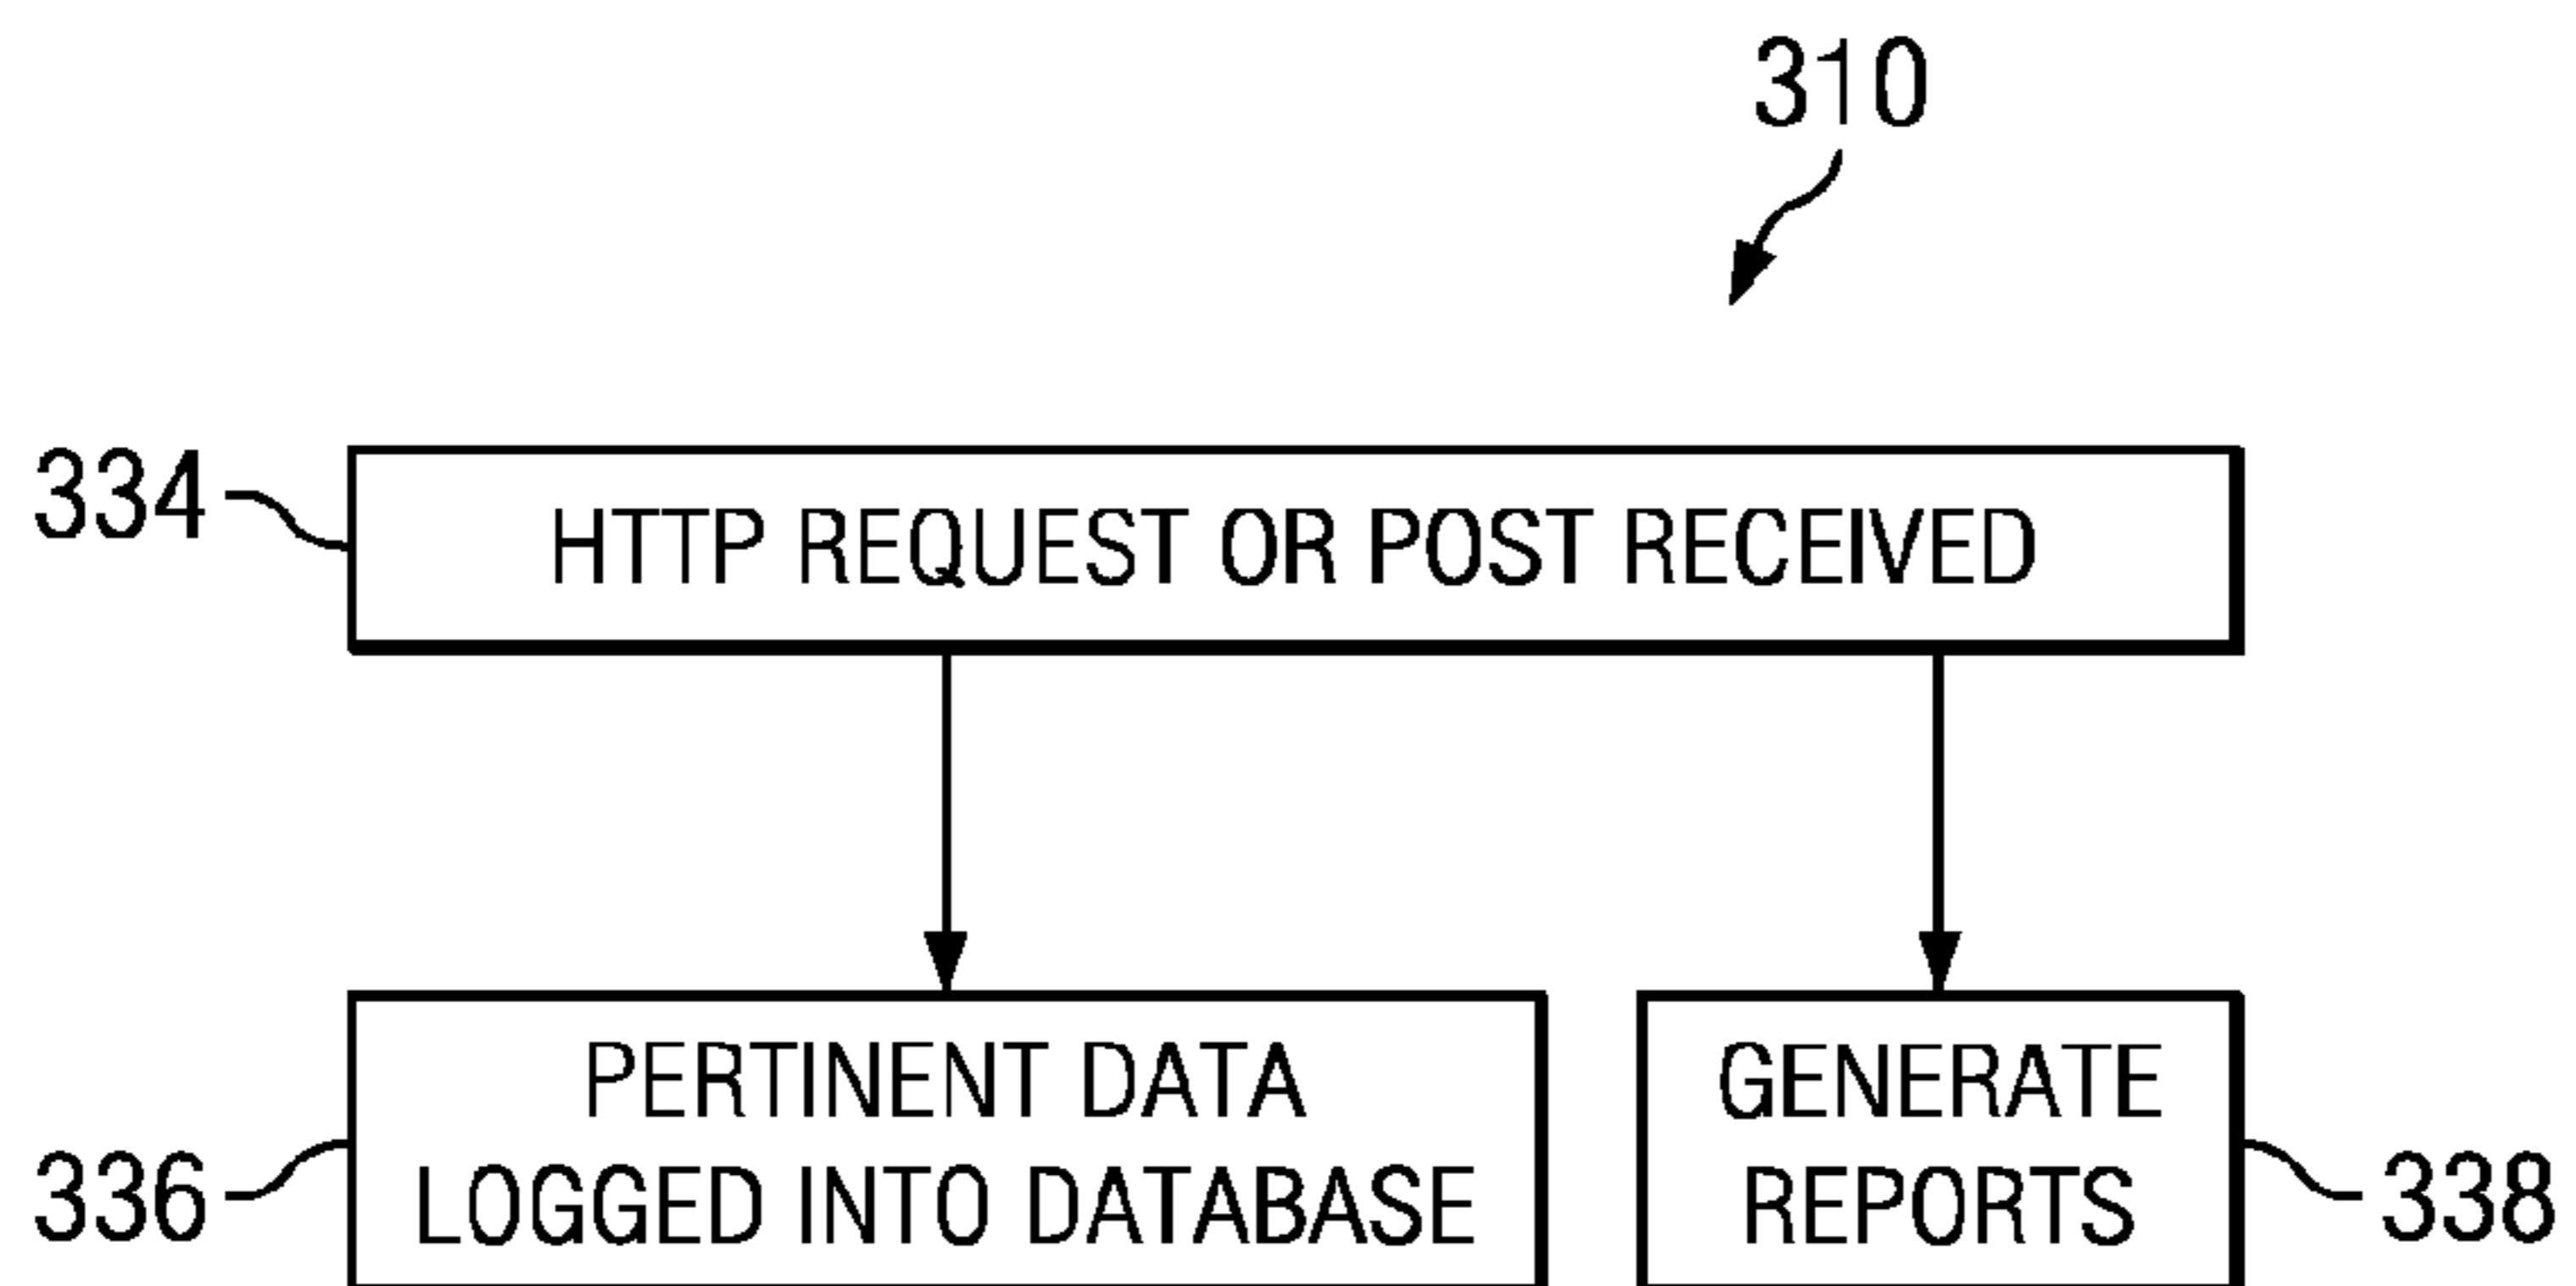 310
334
HTTP REQUEST OR POST RECEIVED
PERTINENT DATA
LOGGED INTO DATABASE
336
GENERATE
REPORTS
338